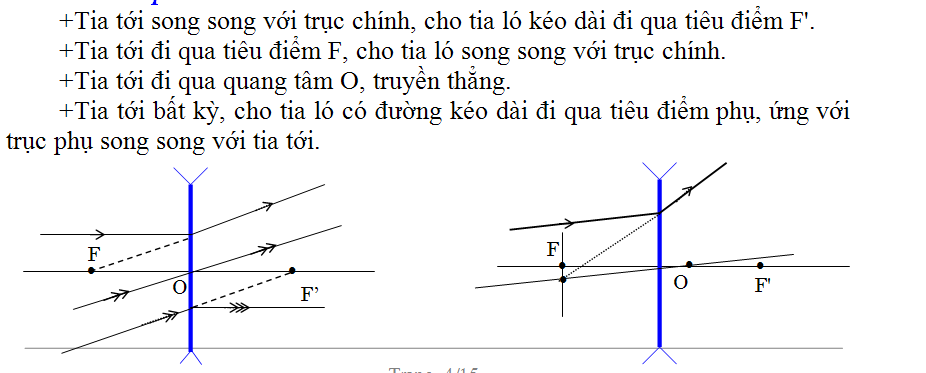 +Tia tới song song với trục chính, cho tia ló kéo dài đi qua tiêu điểm F'.
+Tia tới đi qua tiêu điểm F, cho tia ló song song với trục chính.
+Tia tới đi qua quang tâm O, truyền thẳng.
+Tia tới bất kỳ, cho tia ló có đường kéo dài đi qua tiêu điểm phụ, ứng với
trục phụ song song với tia tới.
F
O
F’
F
O
F'